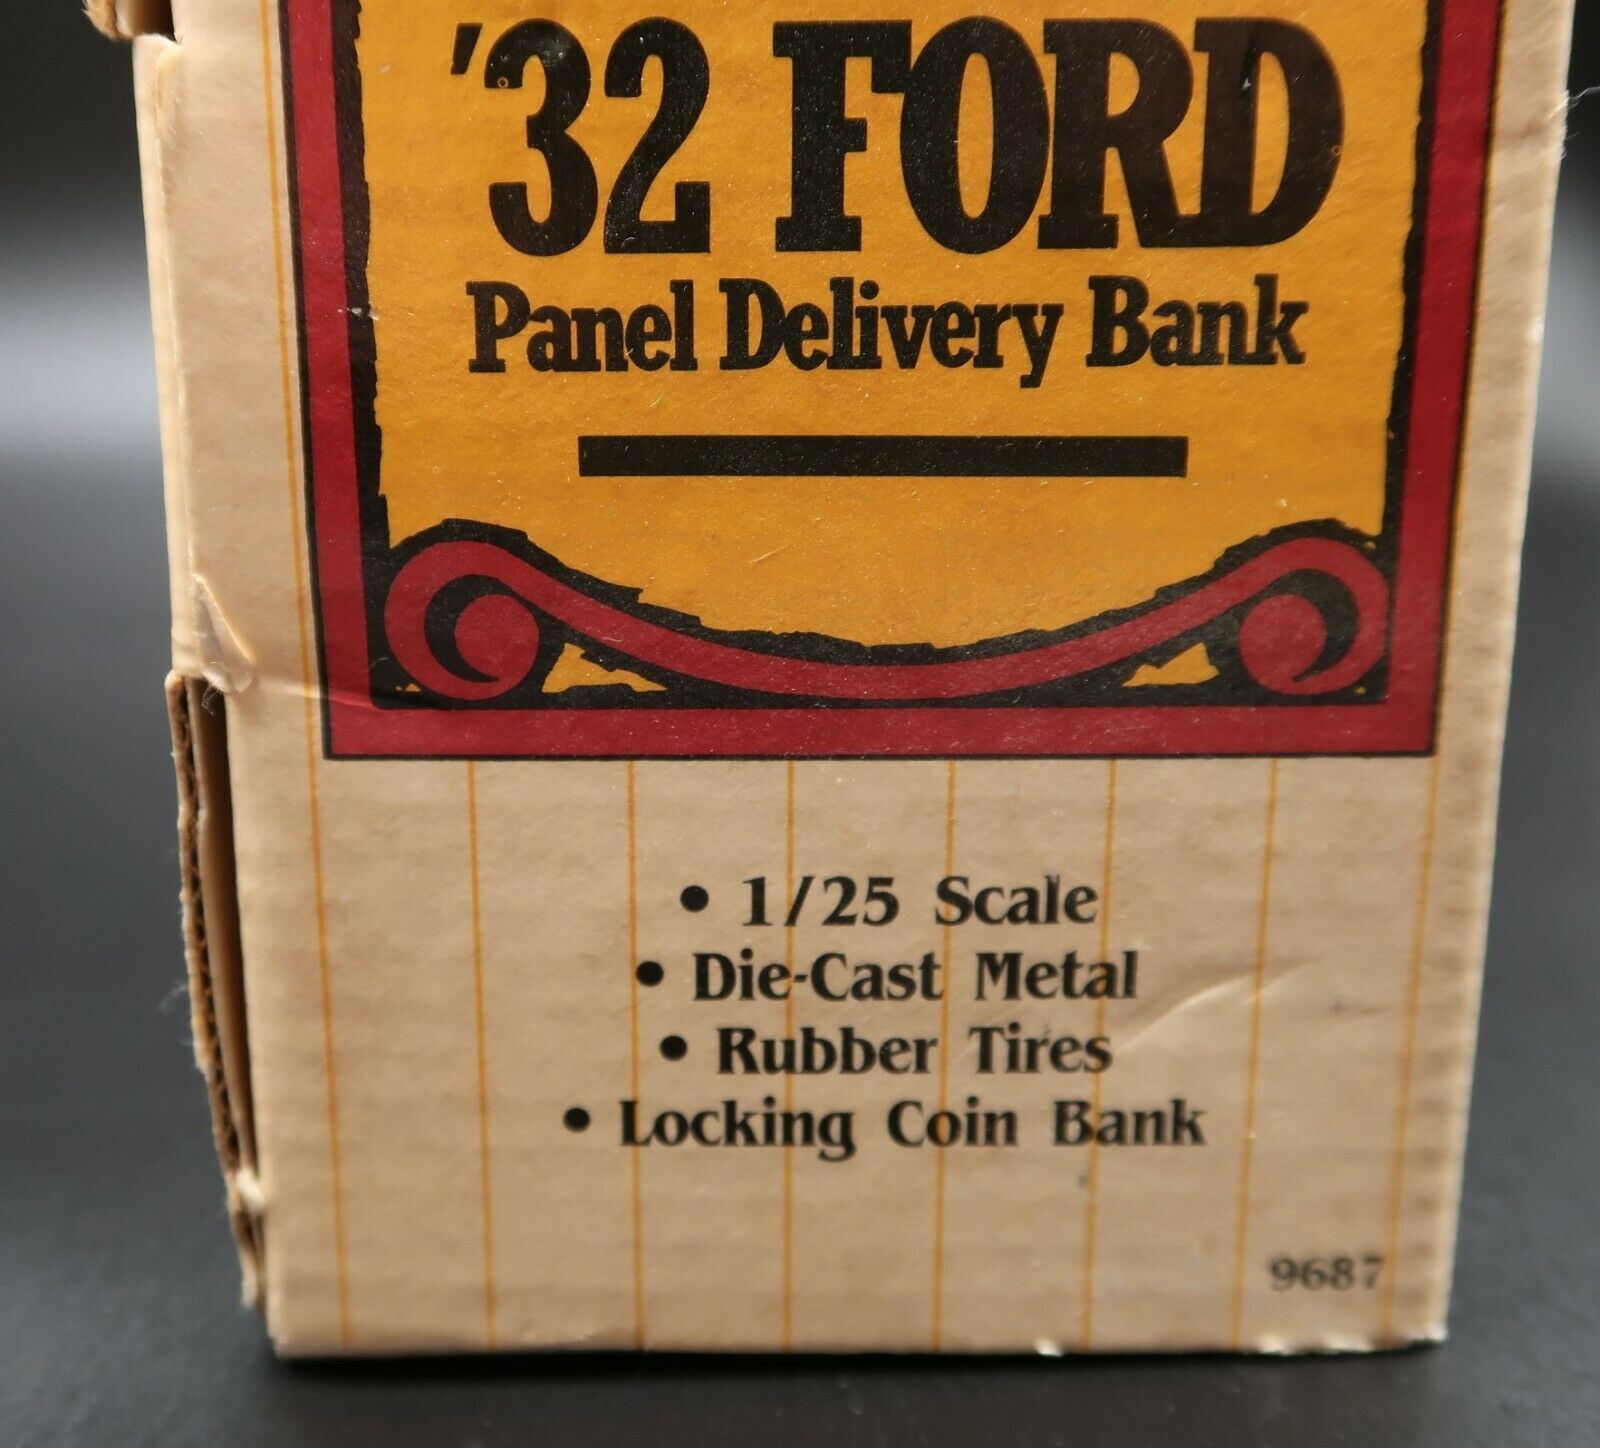 '32 FORD
Panel Delivery Bank
• 1/25 Scale
• Die-Cast Metal
• Rubber Tires
• Locking Coin Bank
9687